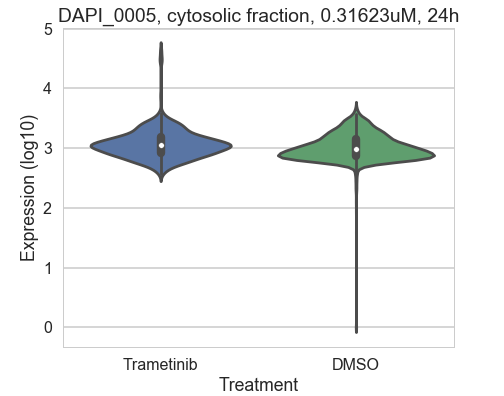 DAPI_0005, cytosolic fraction, 0.31623uM, 24h
5
4
3
2
1
0
Expression (log10)
Trametinib DMSO
Treatment